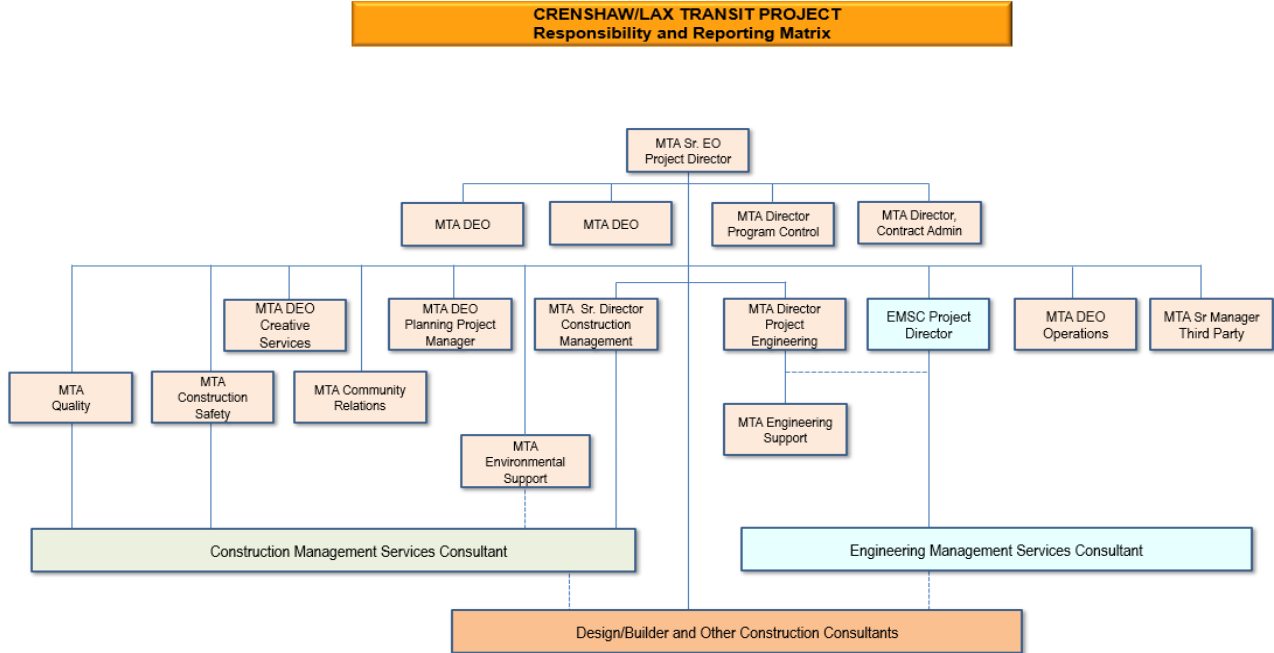 CRENSHAW/LAX TRANSIT PROJECT
Responsibility and Reporting Matrix
MTA Sr. EO
Project Director
MTA DEO
MTA DEO
MTA Director
Program Control
MTA Director,
Contract Admin
MTA DEO
Creative
Services
MTA DEO
Planning Project
Manager
MTA Sr. Director
Construction
Management
MTA Director
Project
Engineering
EMSC Project
Director
MTA DEO
Operations
MTA Sr Manager
Third Party
MTA
Quality
MTA
Construction
Safety
MTA Community
Relations
MTA Engineering
Support
MTA
Environmental
Support
Construction Management Services Consultant
Engineering Management Services Consultant
Design/Builder and Other Construction Consultants